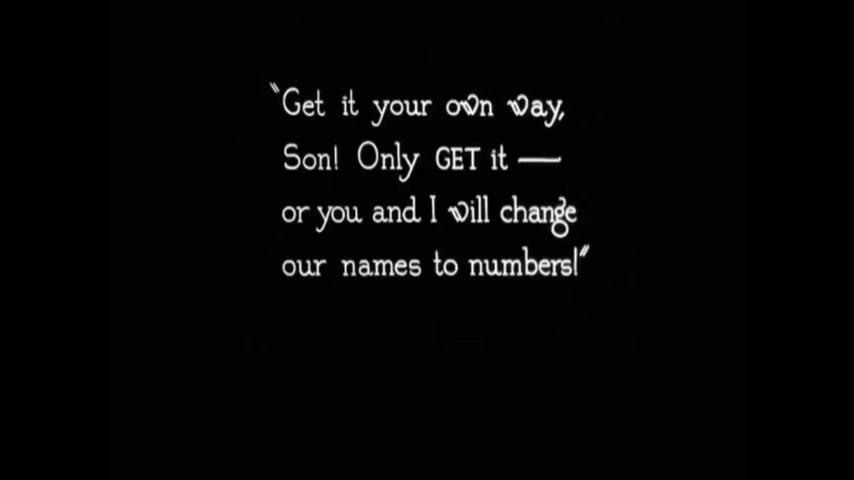 "Get it your own way,
Son! Only GET it —
or you and I will change
our names to numbers!"